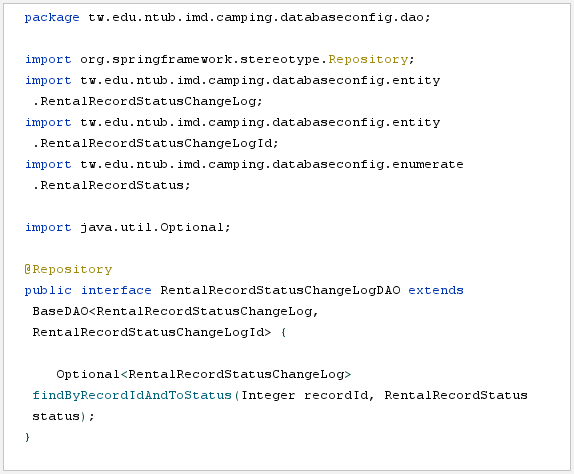 package tw.edu.ntub.imd.camping.databaseconfig.dao;
import org.springframework.stereotype.Repository;
import tw.edu.ntub.imd.camping.databaseconfig.entity
.RentalRecordStatusChangeLog;
import tw.edu.ntub.imd.camping.databaseconfig.entity
.RentalRecordStatusChangeLogId;
import tw.edu.ntub.imd.camping.databaseconfig.enumerate
.RentalRecordStatus;
import java.util.Optional;
@Repository
public interface RentalRecordStatusChangeLogDAO extends
BaseDAO<RentalRecordStatusChangeLog,
RentalRecordStatusChangeLogId> {
Optional<RentalRecordStatusChangeLog>
findByRecordIdAndToStatus(Integer recordId, RentalRecordStatus
status);
}